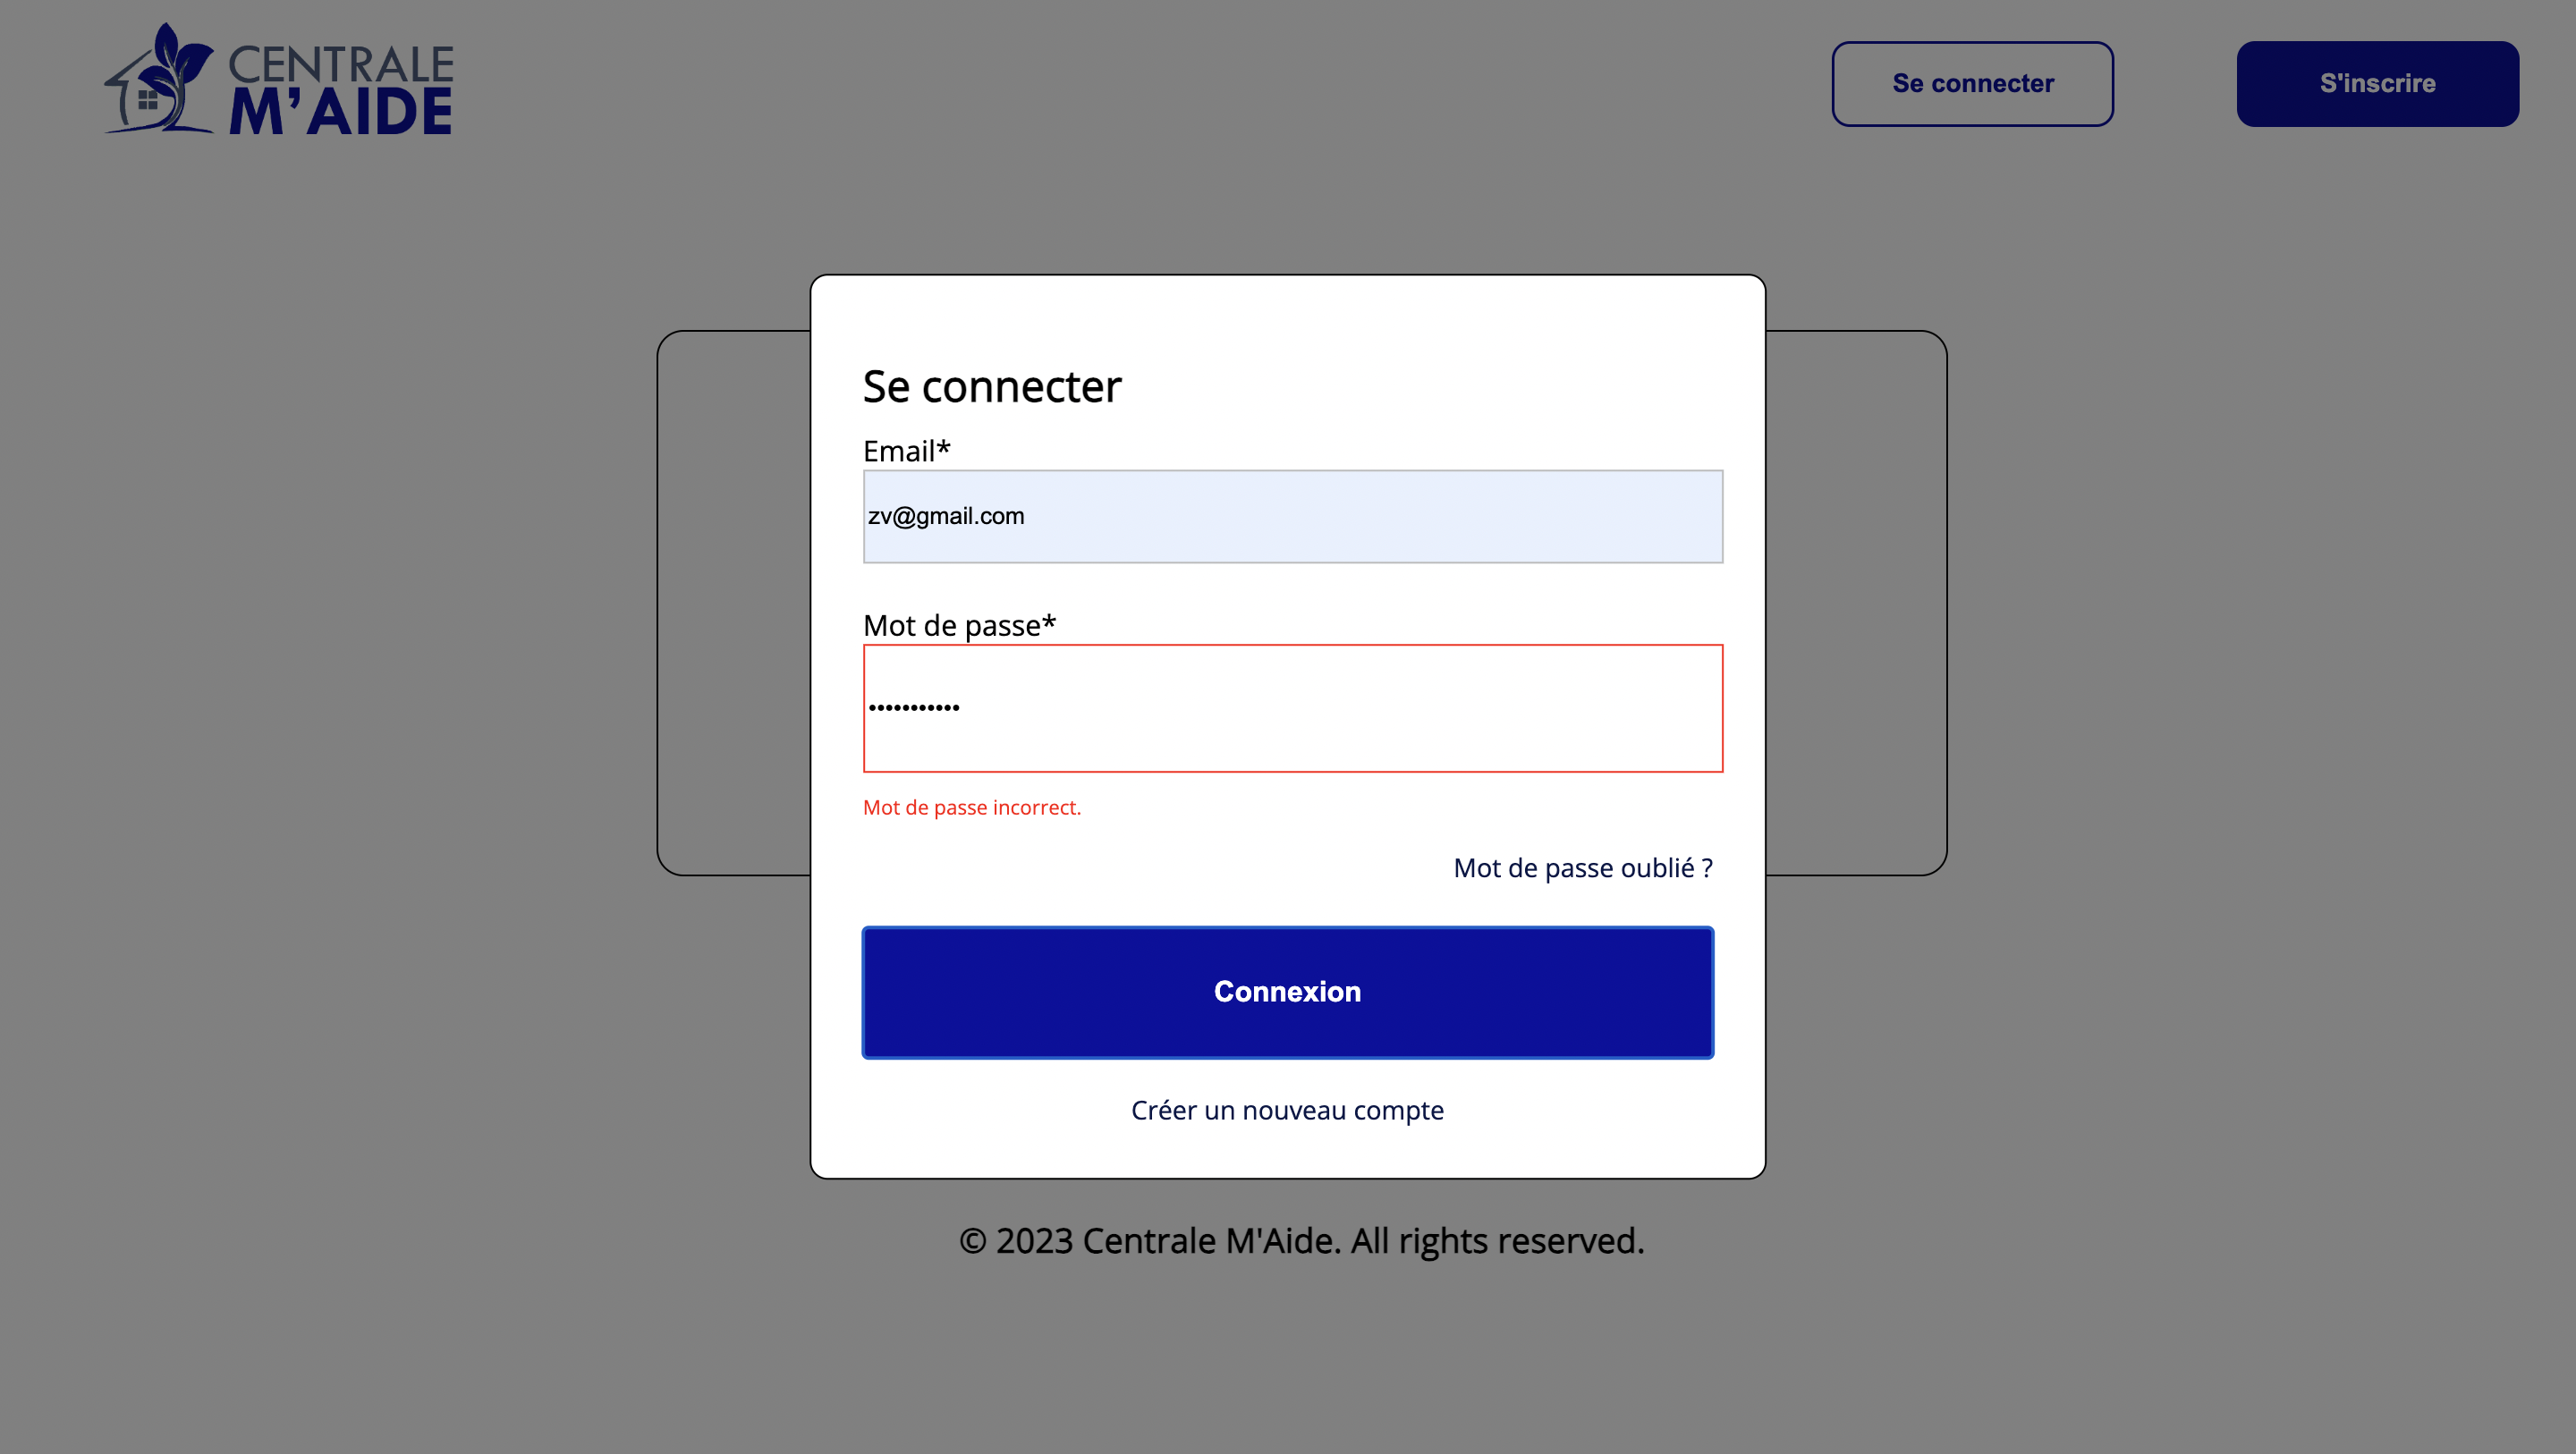 CENTRALE
M'AIDE
Se connecter
S'inscrire
Se connecter
Email*
zv@gmail.com
Mot de passe*
•••••••••••
Mot de passe incorrect.
Mot de passe oublié ?
Connexion
Créer un nouveau compte
© 2023 Centrale M'Aide. All rights reserved.